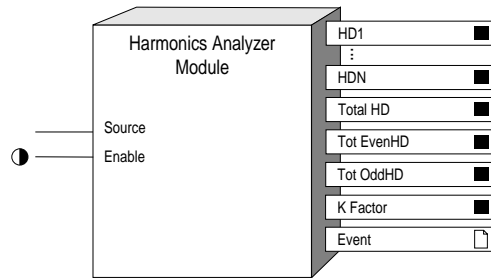 Harmonics Analyzer
Module
Source
Enable
HD1
⋮
HDN
Total HD
Tot EvenHD
Tot OddHD
K Factor
Event